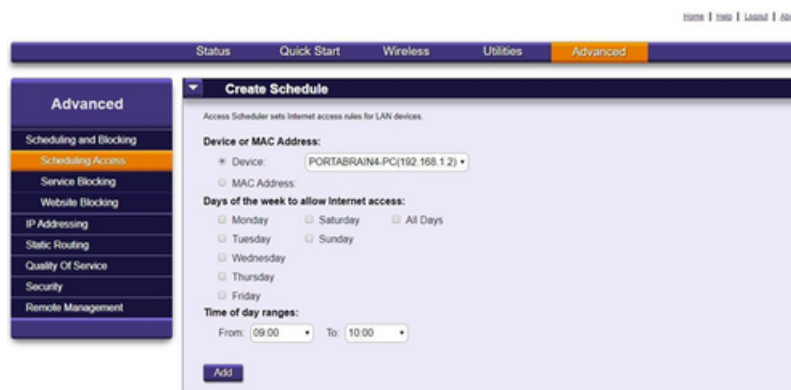 Home | Help | Logout | Abo
Status Quick Start Wireless Utilities Advanced
Advanced
Scheduling and Blocking
Scheduling Access
Service Blocking
Website Blocking
IP Addressing
Static Routing
Quality Of Service
Security
Remote Management
Create Schedule
Access Scheduler sets Internet access rules for LAN devices.
Device or MAC Address:
Device: PORTABRAIN4-PC(192.168.1.2)
MAC Address:
Days of the week to allow Internet access:
Monday Saturday All Days
Tuesday Sunday
Wednesday
Thursday
Friday
Time of day ranges:
From: 09:00 To: 10:00
Add